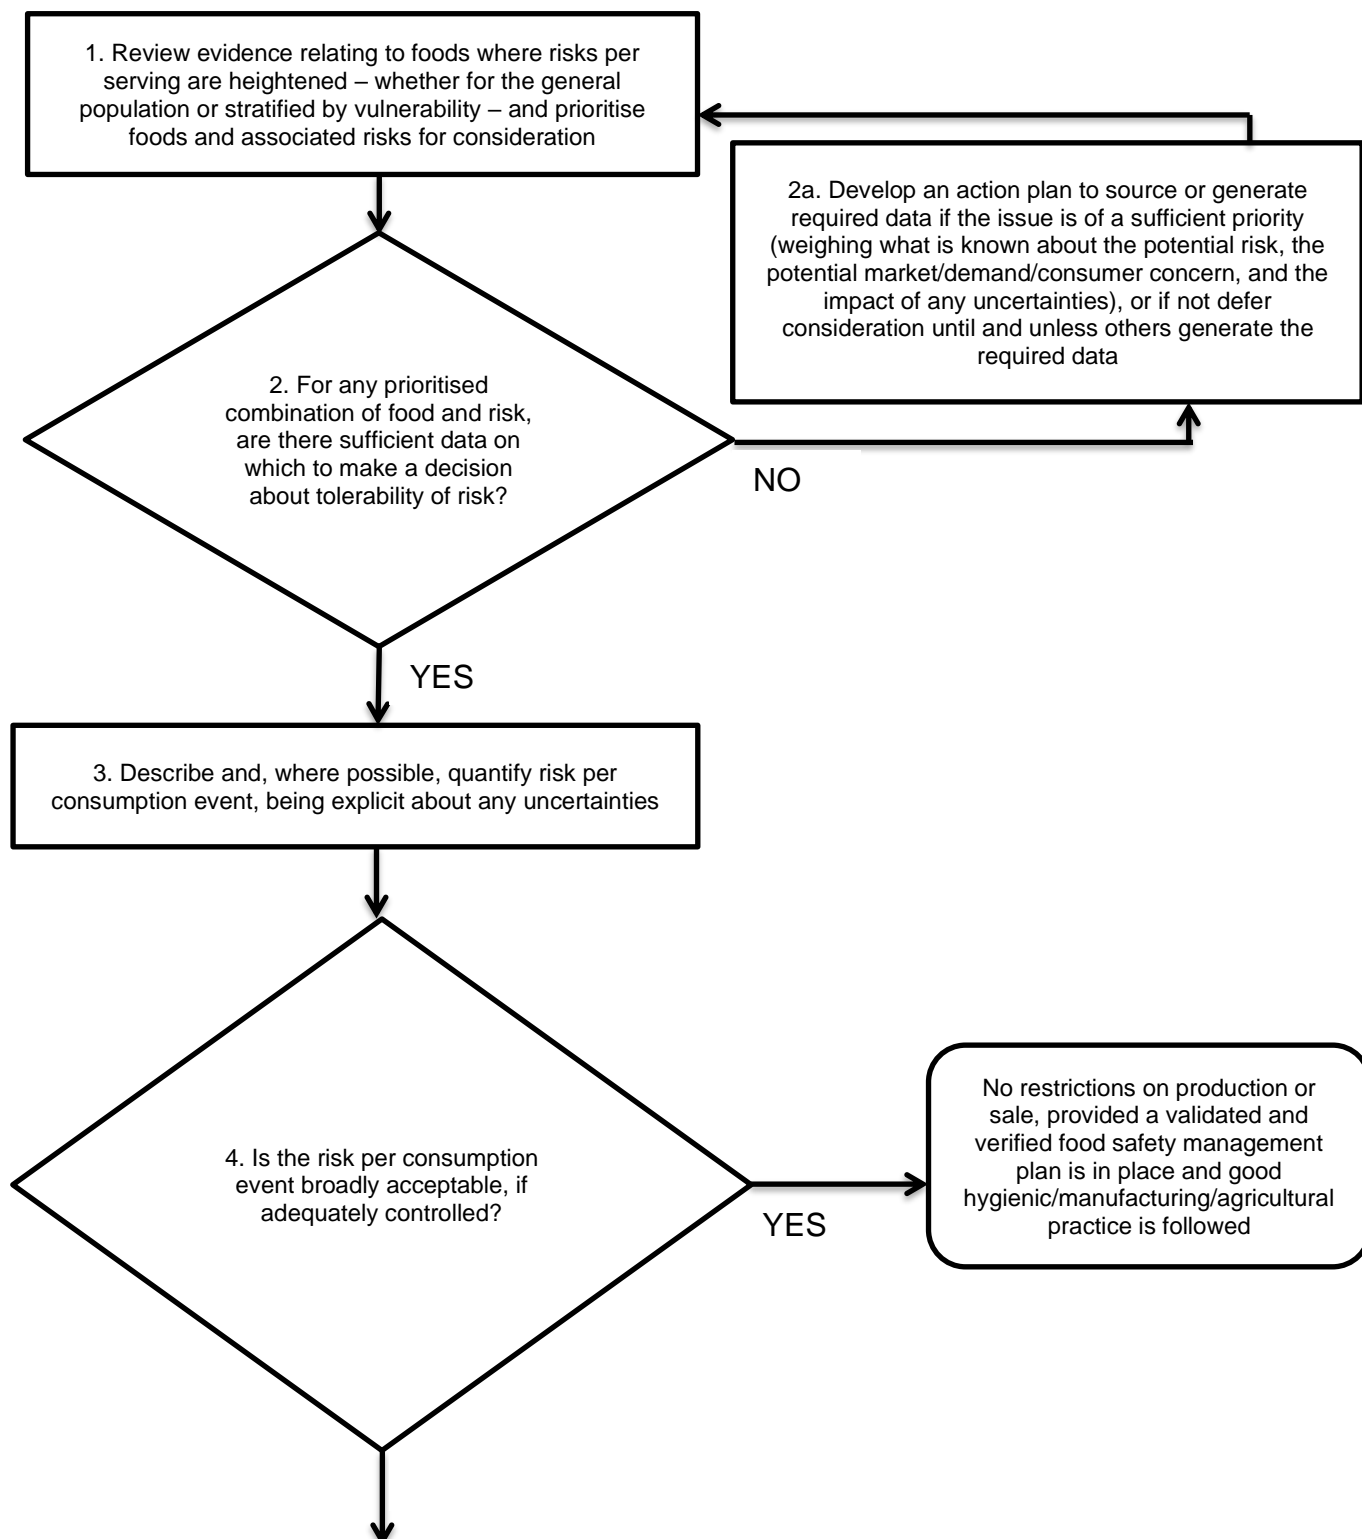 1. Review evidence relating to foods where risks per
serving are heightened – whether for the general
population or stratified by vulnerability – and prioritise
foods and associated risks for consideration
2a. Develop an action plan to source or generate
required data if the issue is of a sufficient priority
(weighing what is known about the potential risk, the
potential market/demand/consumer concern, and the
impact of any uncertainties), or if not defer
consideration until and unless others generate the
required data
2. For any prioritised
combination of food and risk,
are there sufficient data on
which to make a decision
about tolerability of risk?
NO
YES
3. Describe and, where possible, quantify risk per
consumption event, being explicit about any uncertainties
4. Is the risk per consumption
event broadly acceptable, if
adequately controlled?
YES
No restrictions on production or
sale, provided a validated and
verified food safety management
plan is in place and good
hygienic/manufacturing/agricultural
practice is followed